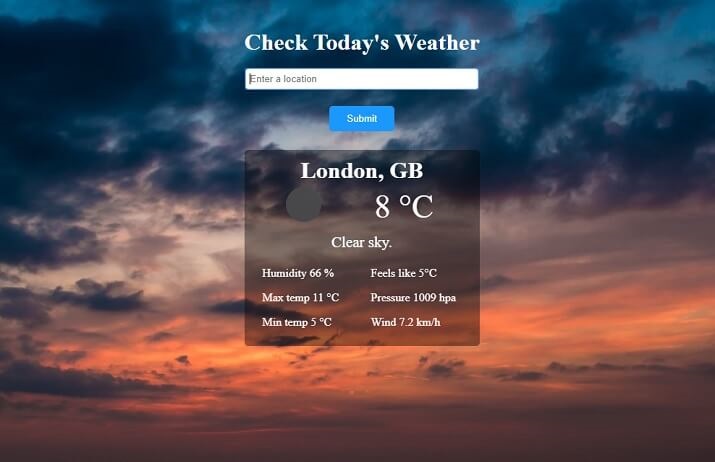 Check Today's Weather
Enter a location
Submit
London, GB
8 °C
Clear sky.
Humidity 66 % Feels like 5°C
Max temp 11 °C Pressure 1009 hpa
Min temp 5 °C Wind 7.2 km/h